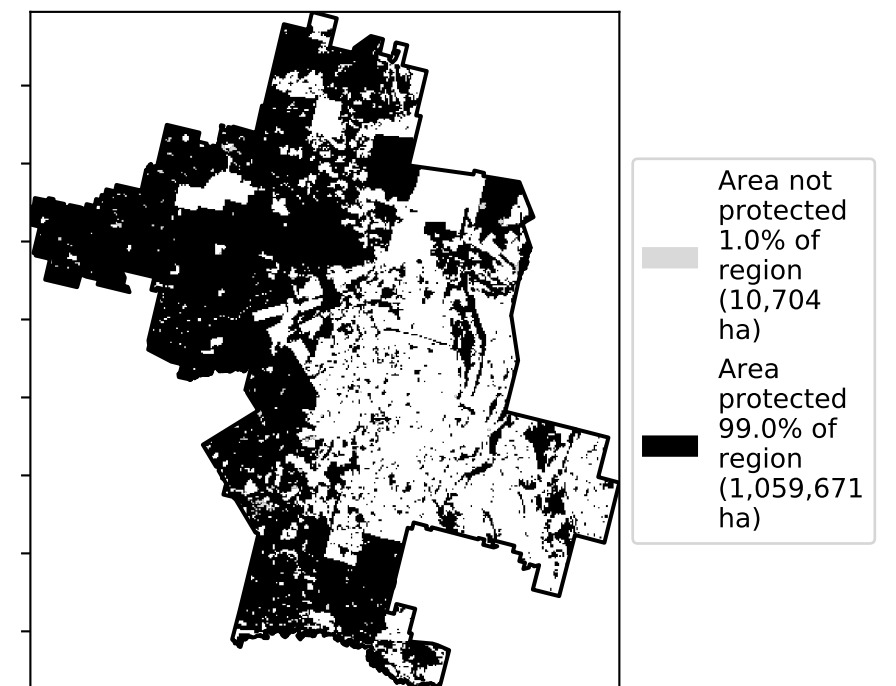 Area not
protected
1.0% of
region
(10,704
ha)
Area
protected
99.0% of
region
(1,059,671
ha)